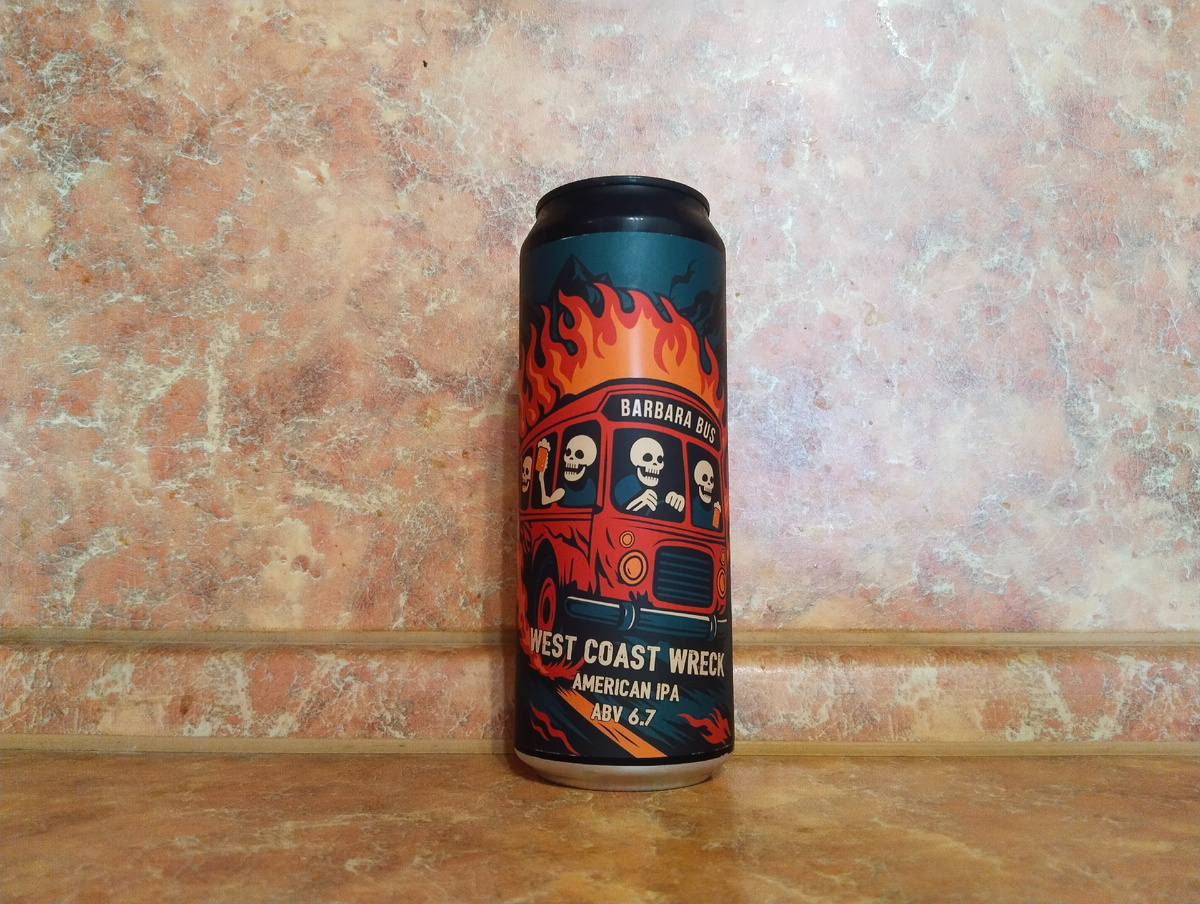 BARBARA BUS
WEST COAST WRECK
AMERICAN IPA
ABV 6.7